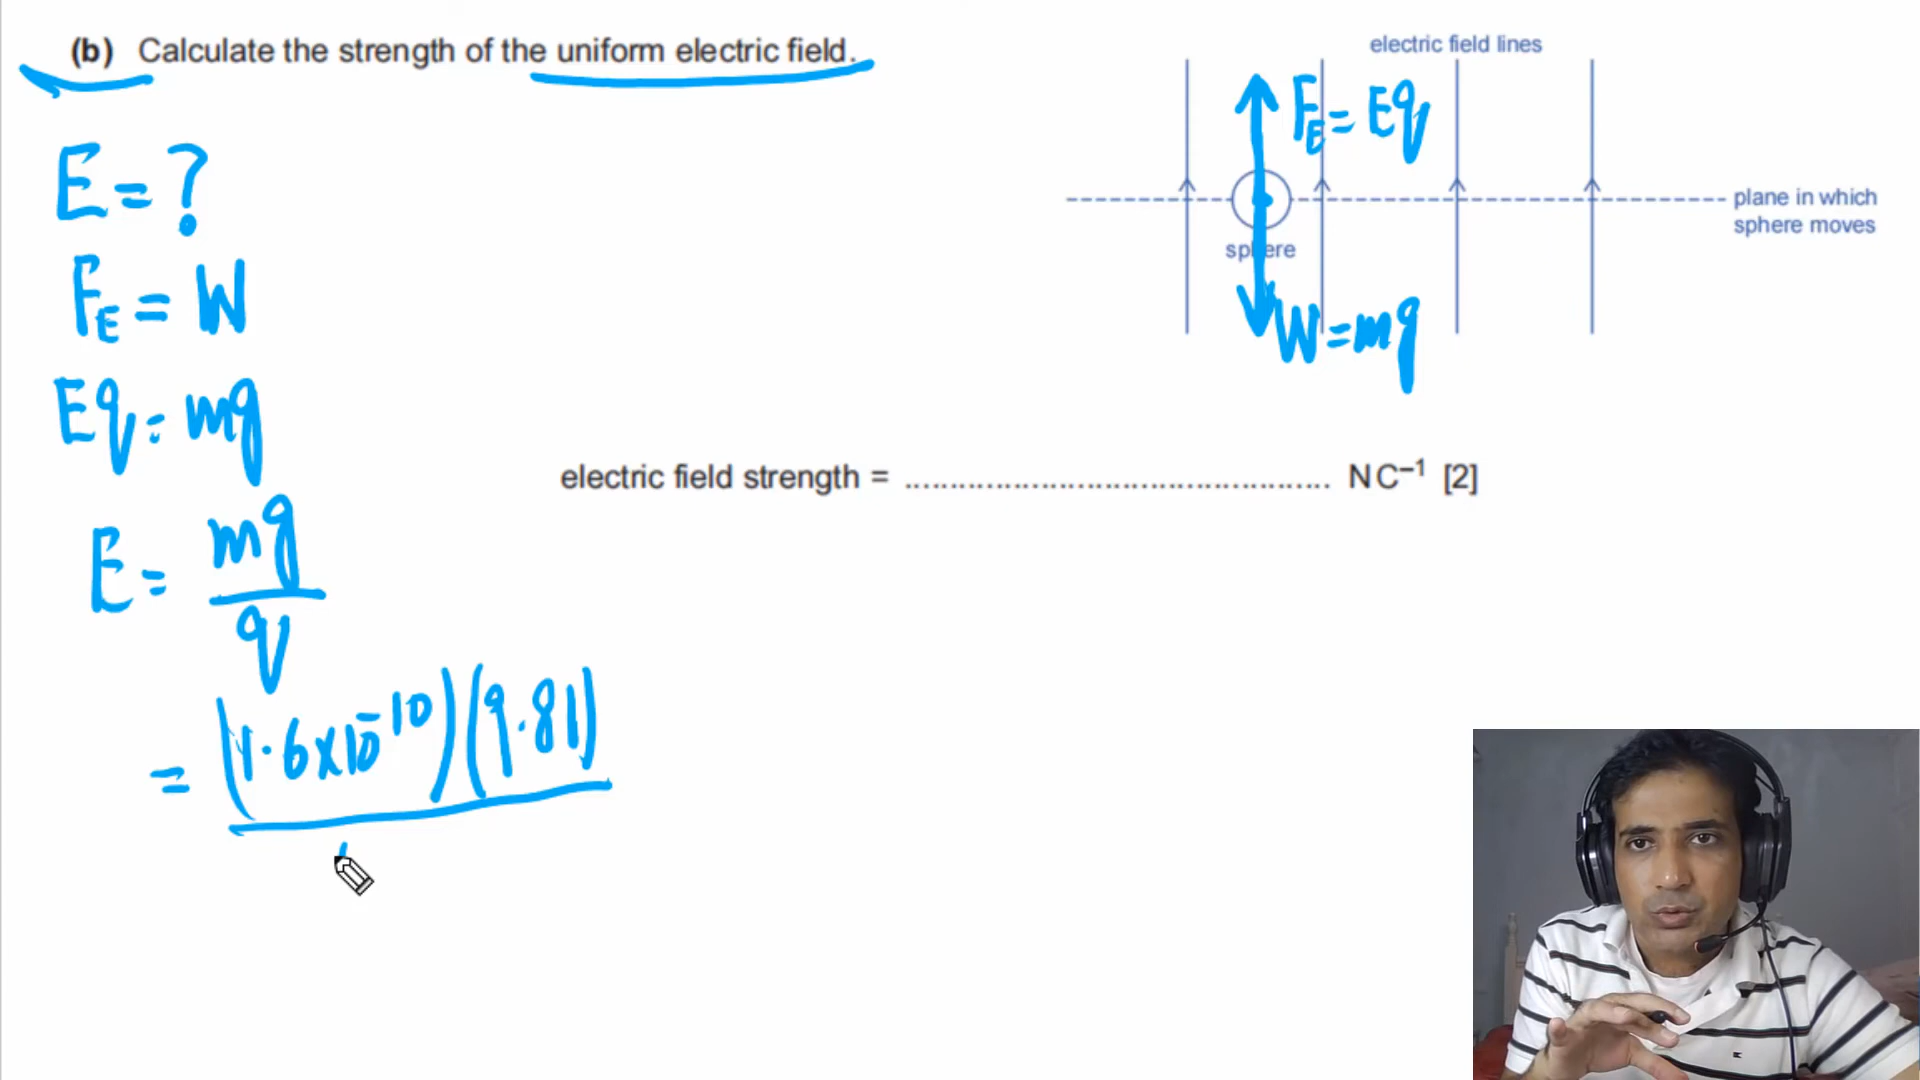 (b) Calculate the strength of the uniform electric field.
electric field lines
F_E = Eq
plane in which
sphere moves
sphere
W = mg
E = ?
F_E = W
Eq = mg
electric field strength = ................................................ N C⁻¹ [2]
E = mg / q
= (1.6 x 10⁻¹⁰)(9.81)